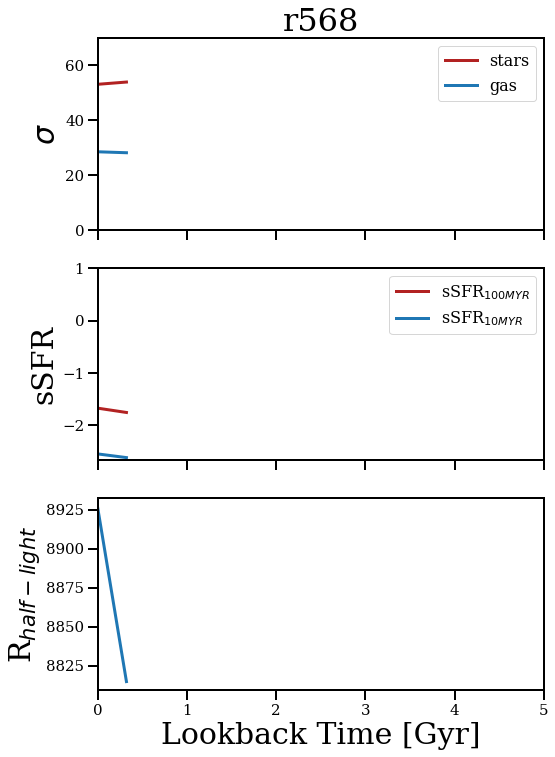 r568
60
40
20
0
σ
stars
gas
1
0
−1
−2
sSFR
sSFR100MYR
sSFR10MYR
8925
8900
8875
8850
8825
Rhalf−light
0 1 2 3 4 5
Lookback Time [Gyr]